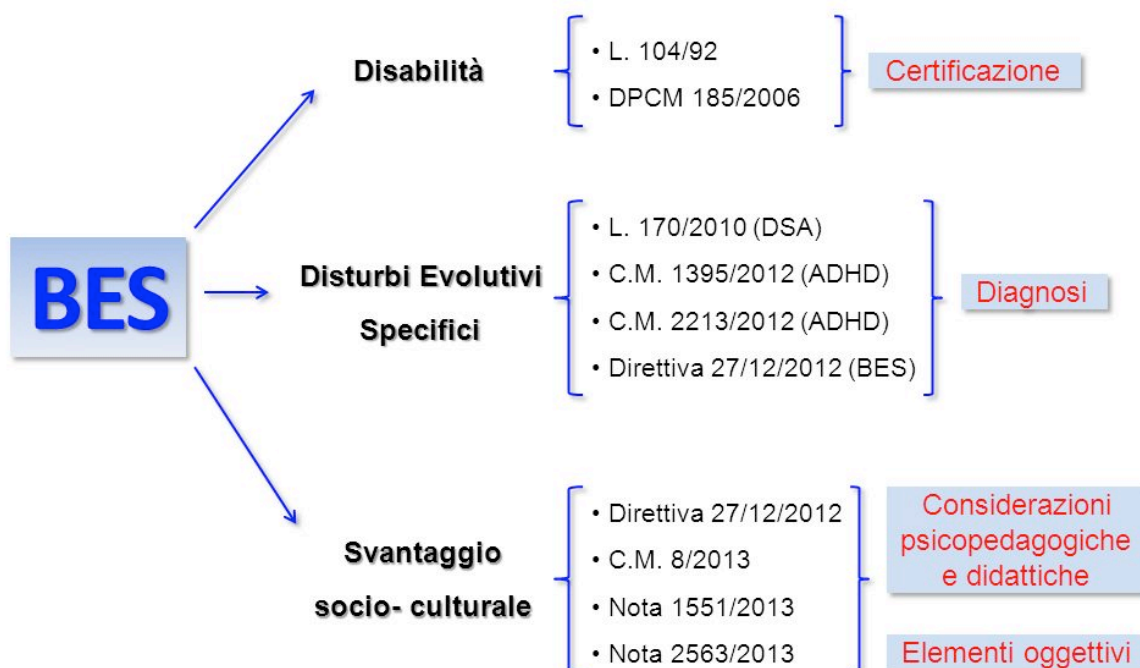 BES
Disabilità
• L. 104/92
• DPCM 185/2006
Certificazione
Disturbi Evolutivi
Specifici
• L. 170/2010 (DSA)
• C.M. 1395/2012 (ADHD)
• C.M. 2213/2012 (ADHD)
• Direttiva 27/12/2012 (BES)
Diagnosi
Svantaggio
socio- culturale
• Direttiva 27/12/2012
• C.M. 8/2013
• Nota 1551/2013
• Nota 2563/2013
Considerazioni
psicopedagogiche
e didattiche
Elementi oggettivi